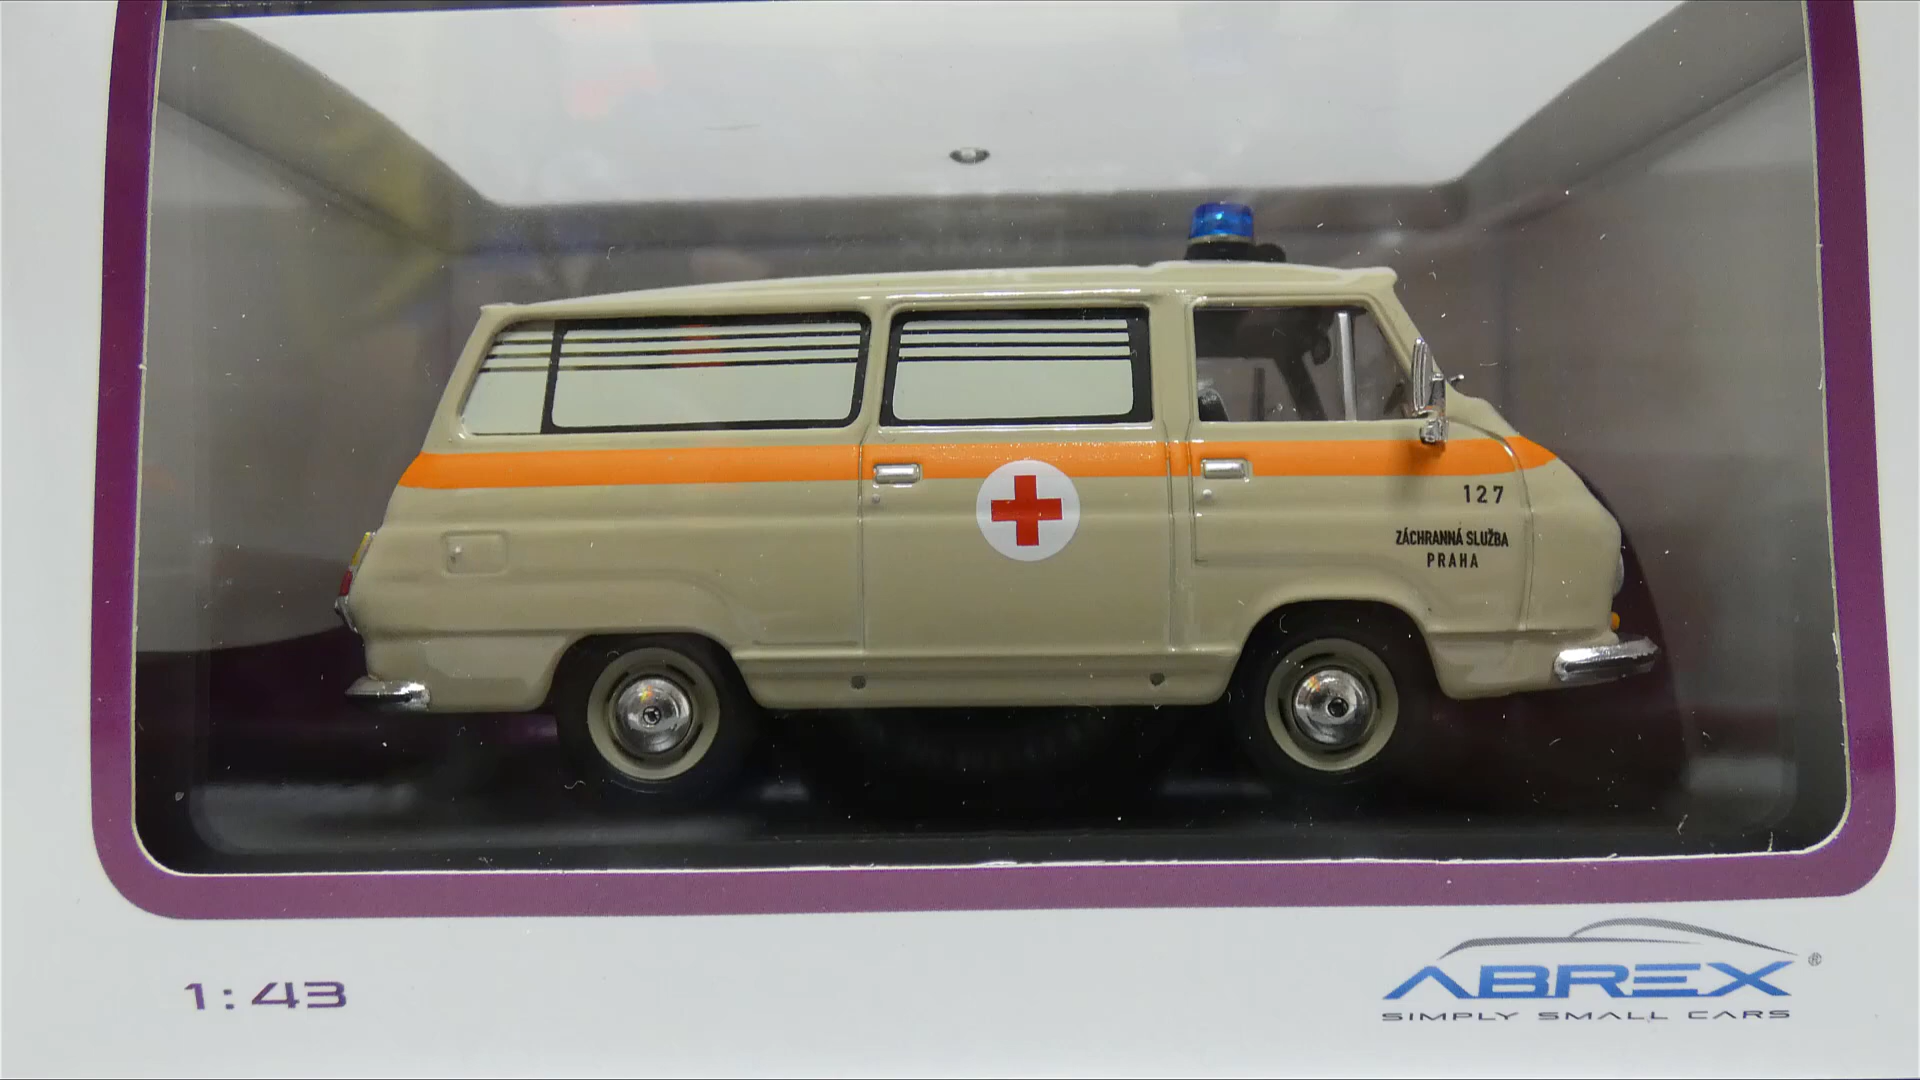 127
ZÁCHRANNÁ SLUŽBA
PRAHA
1:43
ABREX®
SIMPLY SMALL CARS